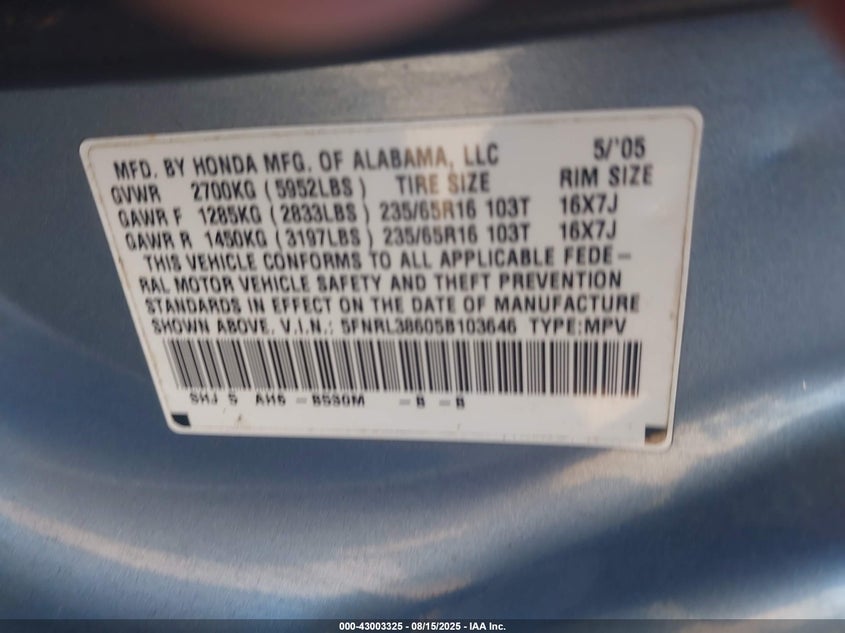 MFD. BY HONDA MFG. OF ALABAMA, LLC 5/'05
GVWR 2700KG (5952LBS) TIRE SIZE RIM SIZE
GAWR F 1285KG (2833LBS) 235/65R16 103T 16X7J
GAWR R 1450KG (3197LBS) 235/65R16 103T 16X7J
THIS VEHICLE CONFORMS TO ALL APPLICABLE FEDE-
RAL MOTOR VEHICLE SAFETY AND THEFT PREVENTION
STANDARDS IN EFFECT ON THE DATE OF MANUFACTURE
SHOWN ABOVE. V.I.N.: 5FNRL38605B103646 TYPE:MPV
SHJ AH6
000-43003325 - 08/15/2025 - IAA Inc.